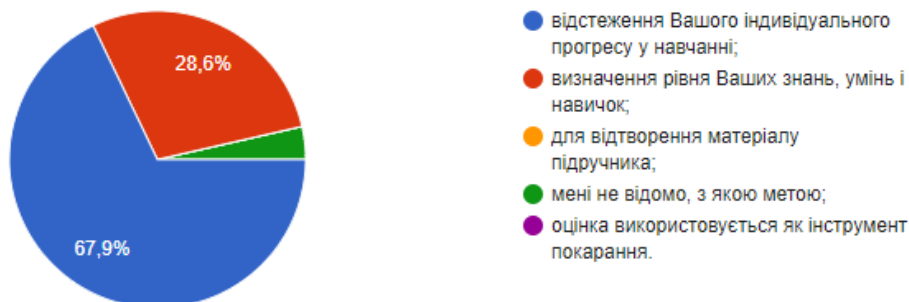 28,6%
67,9%
відстеження Вашого індивідуального
прогресу у навчанні;
визначення рівня Ваших знань, умінь і
навичок;
для відтворення матеріалу
підручника;
мені не відомо, з якою метою;
оцінка використовується як інструмент
покарання.